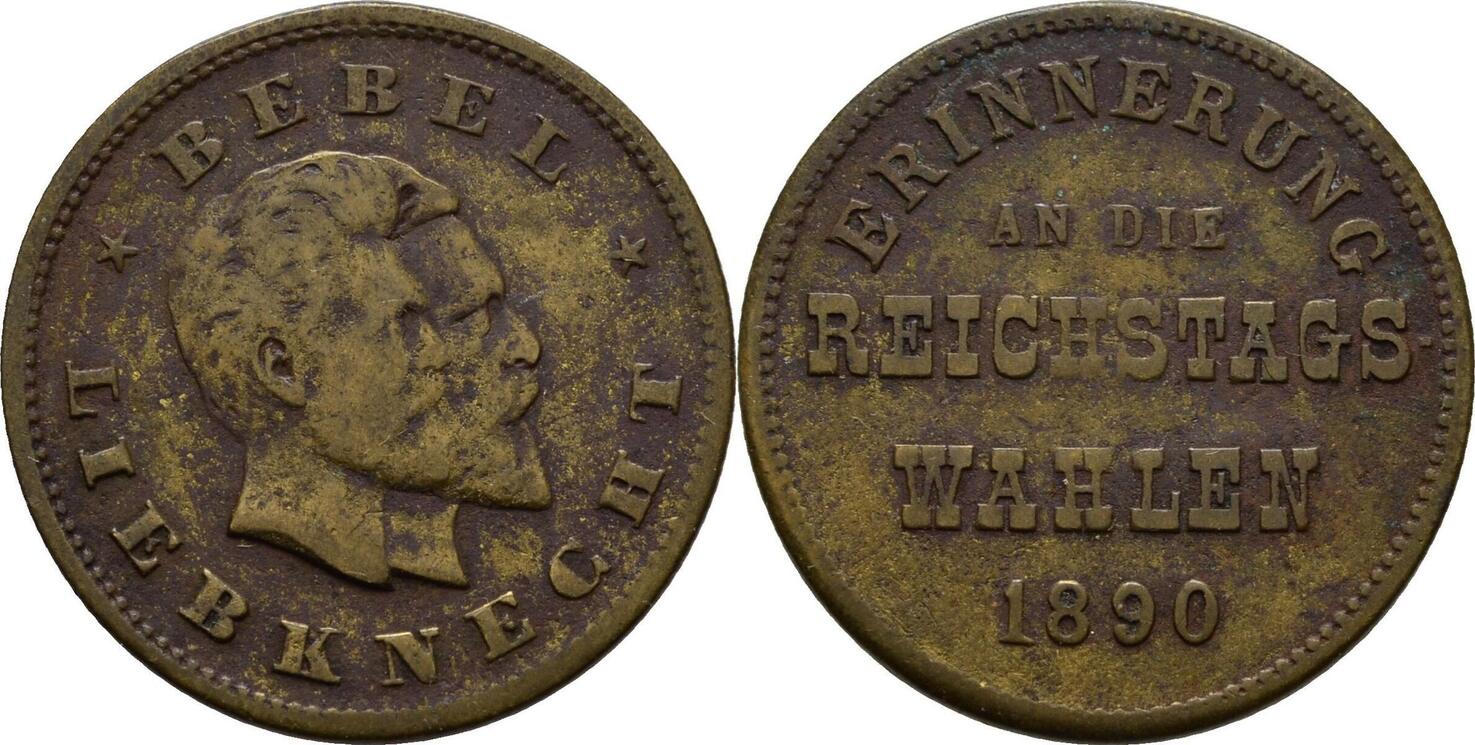 ★ BEBEL ★
LIEBKNECHT
ERINNERUNG
AN DIE
REICHSTAGS-
WAHLEN
1890